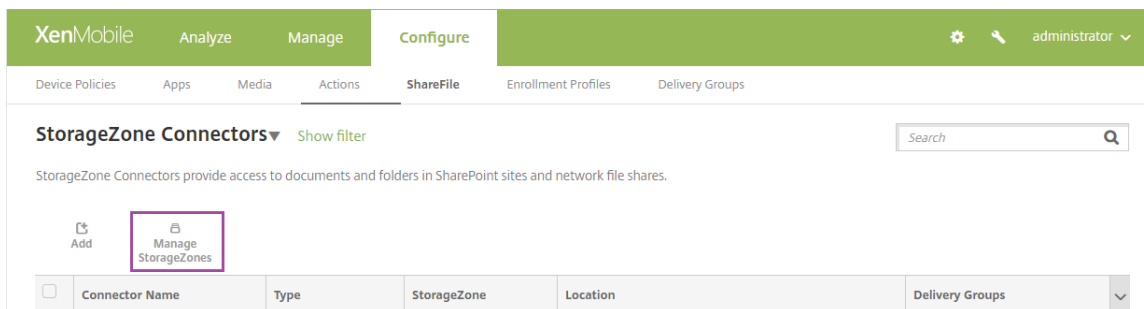 XenMobile Analyze Manage Configure administrator
Device Policies Apps Media Actions ShareFile Enrollment Profiles Delivery Groups
StorageZone Connectors Show filter Search
StorageZone Connectors provide access to documents and folders in SharePoint sites and network file shares.
Add
Manage
StorageZones
Connector Name Type StorageZone Location Delivery Groups